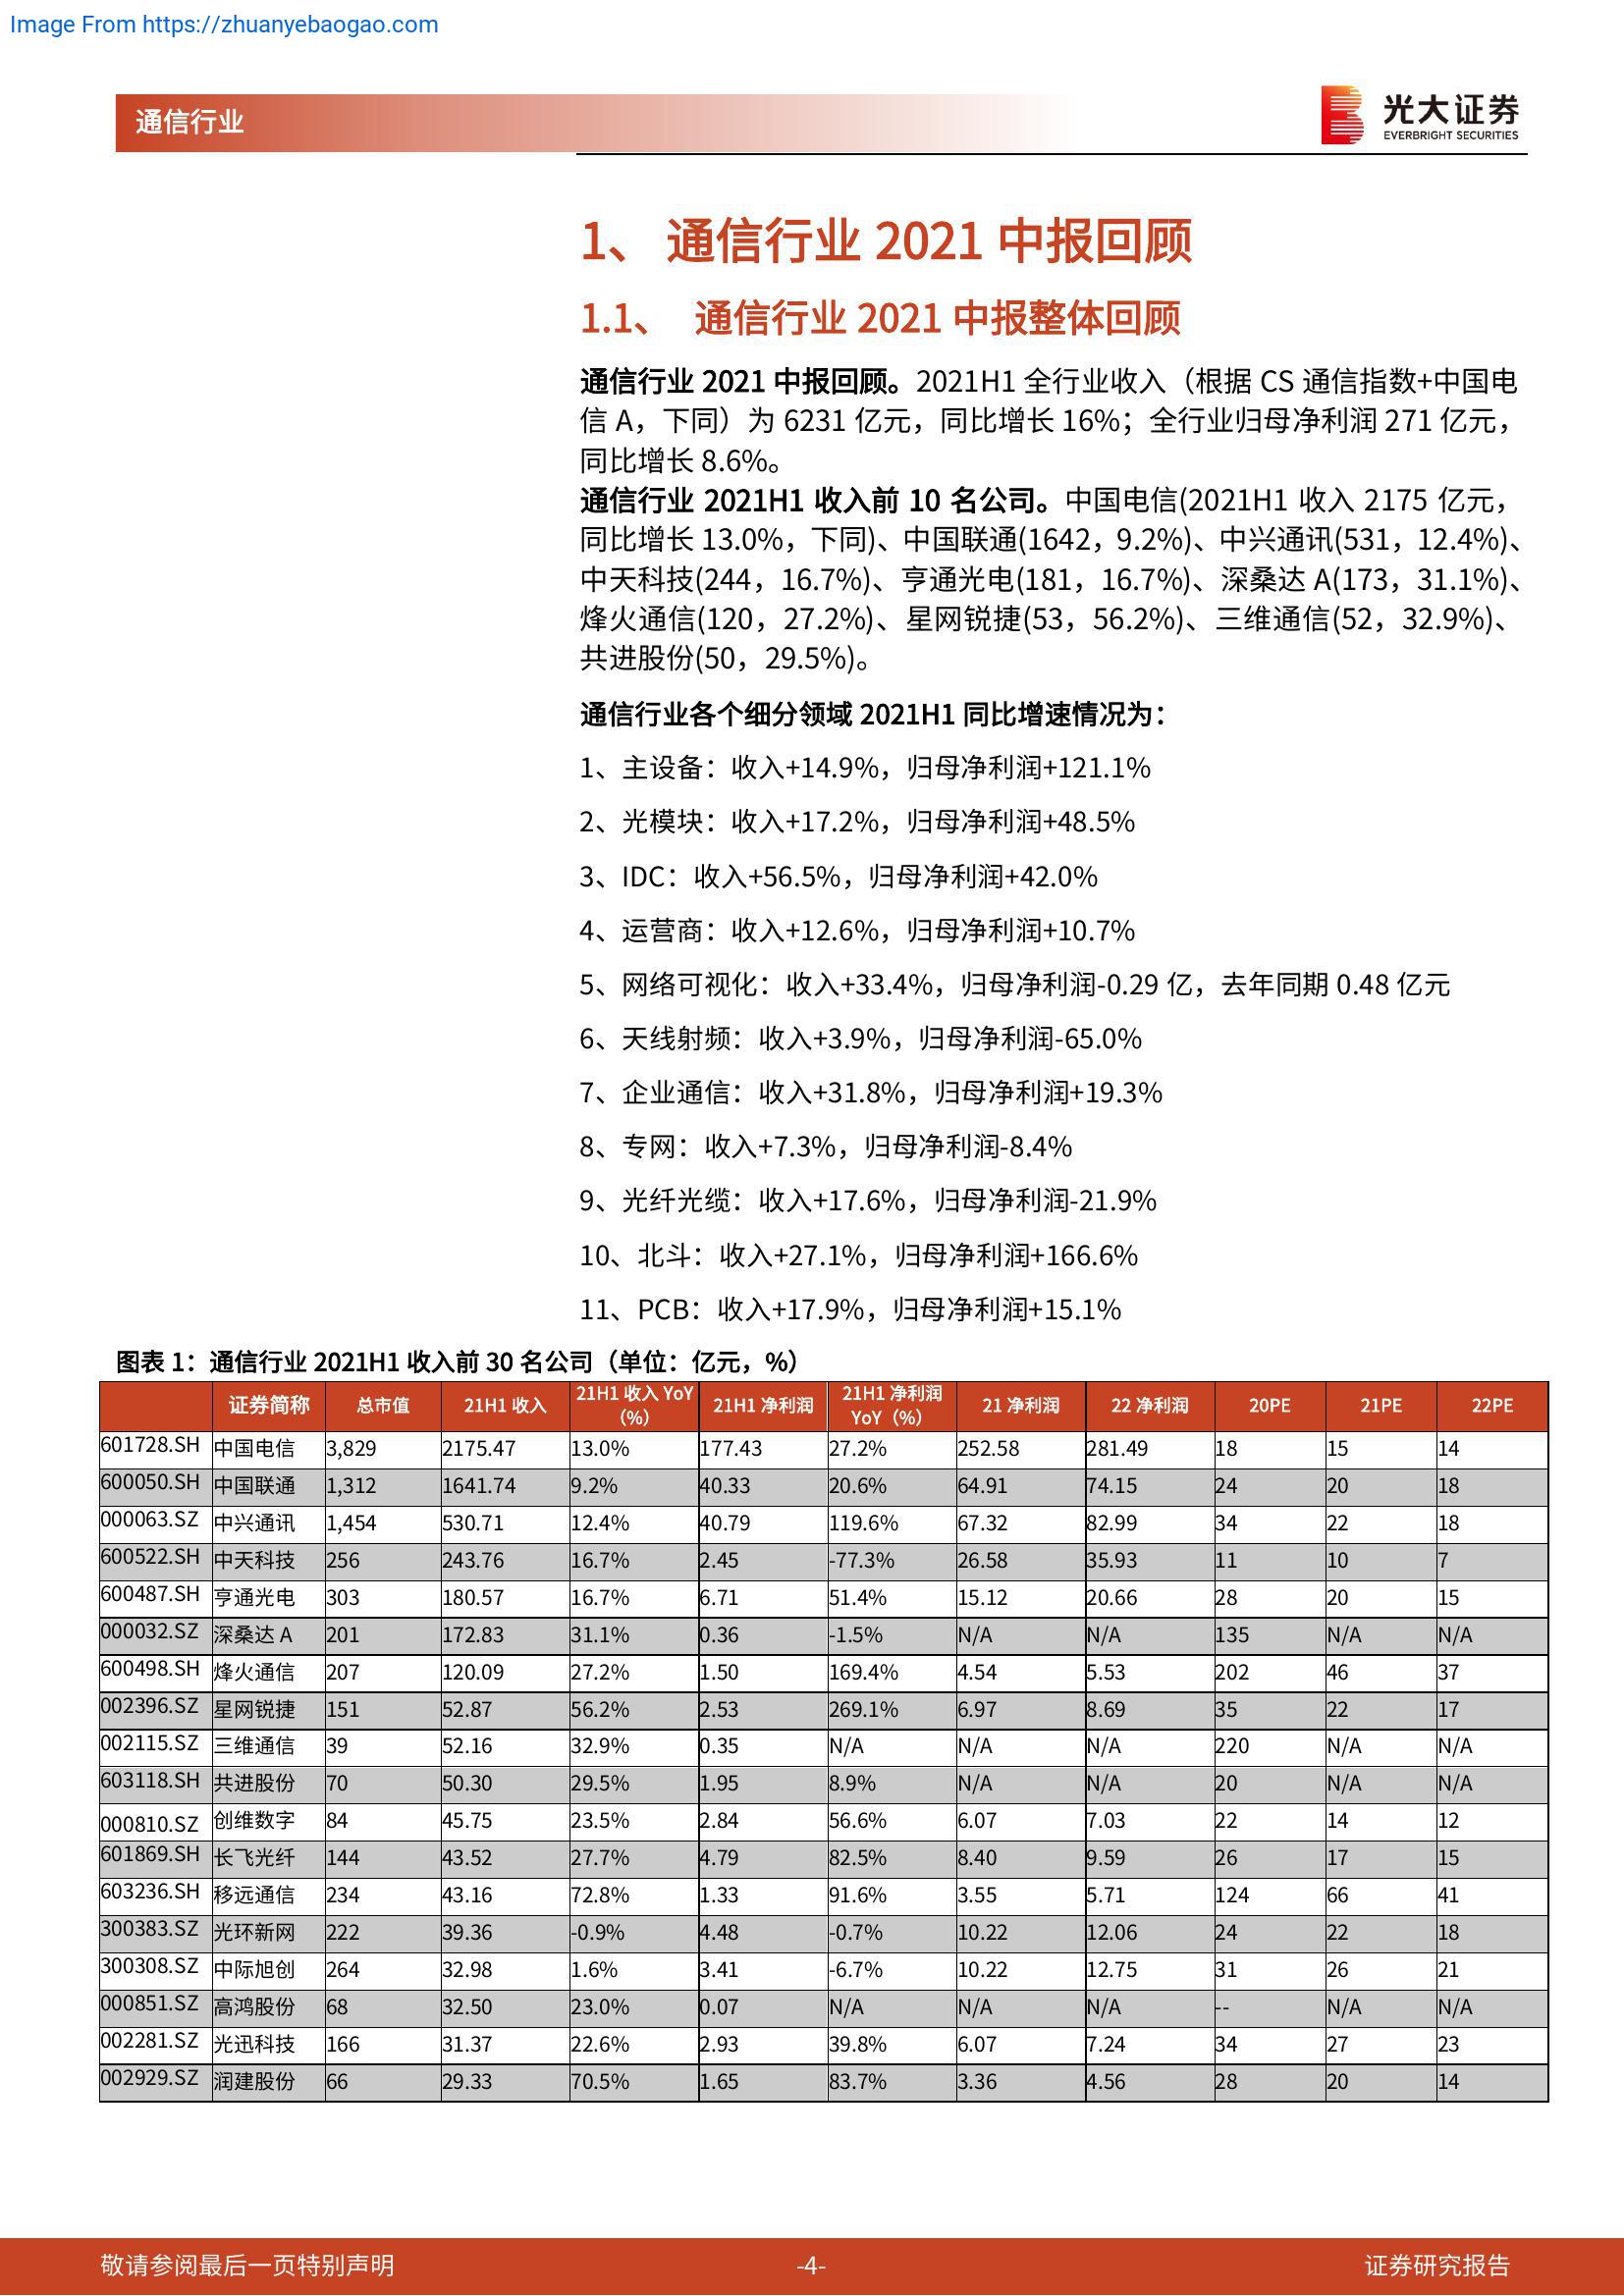 Image From https://zhuanyebaogao.com
通信行业
光大证券
EVERBRIGHT SECURITIES
1、 通信行业 2021 中报回顾
1.1、 通信行业 2021 中报整体回顾
通信行业 2021 中报回顾。2021H1 全行业收入（根据 CS 通信指数+中国电
信 A，下同）为 6231 亿元，同比增长 16%；全行业归母净利润 271 亿元，
同比增长 8.6%。
通信行业 2021H1 收入前 10 名公司。中国电信(2021H1 收入 2175 亿元，
同比增长 13.0%，下同)、中国联通(1642，9.2%)、中兴通讯(531，12.4%)、
中天科技(244，16.7%)、亨通光电(181，16.7%)、深桑达 A(173，31.1%)、
烽火通信(120，27.2%)、星网锐捷(53，56.2%)、三维通信(52，32.9%)、
共进股份(50，29.5%)。
通信行业各个细分领域 2021H1 同比增速情况为：
1、主设备：收入+14.9%，归母净利润+121.1%
2、光模块：收入+17.2%，归母净利润+48.5%
3、IDC：收入+56.5%，归母净利润+42.0%
4、运营商：收入+12.6%，归母净利润+10.7%
5、网络可视化：收入+33.4%，归母净利润-0.29 亿，去年同期 0.48 亿元
6、天线射频：收入+3.9%，归母净利润-65.0%
7、企业通信：收入+31.8%，归母净利润+19.3%
8、专网：收入+7.3%，归母净利润-8.4%
9、光纤光缆：收入+17.6%，归母净利润-21.9%
10、北斗：收入+27.1%，归母净利润+166.6%
11、PCB：收入+17.9%，归母净利润+15.1%
图表 1：通信行业 2021H1 收入前 30 名公司（单位：亿元，%）
证券简称 总市值 21H1 收入 21H1 收入 YoY（%） 21H1 净利润 21H1 净利润 YoY（%） 21 净利润 22 净利润 20PE 21PE 22PE
601728.SH 中国电信 3,829 2175.47 13.0% 177.43 27.2% 252.58 281.49 18 15 14
600050.SH 中国联通 1,312 1641.74 9.2% 40.33 20.6% 64.91 74.15 24 20 18
000063.SZ 中兴通讯 1,454 530.71 12.4% 40.79 119.6% 67.32 82.99 34 22 18
600522.SH 中天科技 256 243.76 16.7% 2.45 -77.3% 26.58 35.93 11 10 7
600487.SH 亨通光电 303 180.57 16.7% 6.71 51.4% 15.12 20.66 28 20 15
000032.SZ 深桑达 A 201 172.83 31.1% 0.36 -1.5% N/A N/A 135 N/A N/A
600498.SH 烽火通信 207 120.09 27.2% 1.50 169.4% 4.54 5.53 202 46 37
002396.SZ 星网锐捷 151 52.87 56.2% 2.53 269.1% 6.97 8.69 35 22 17
002115.SZ 三维通信 39 52.16 32.9% 0.35 N/A N/A N/A 220 N/A N/A
603118.SH 共进股份 70 50.30 29.5% 1.95 8.9% N/A N/A 20 N/A N/A
000810.SZ 创维数字 84 45.75 23.5% 2.84 56.6% 6.07 7.03 22 14 12
601869.SH 长飞光纤 144 43.52 27.7% 4.79 82.5% 8.40 9.59 26 17 15
603236.SH 移远通信 234 43.16 72.8% 1.33 91.6% 3.55 5.71 124 66 41
300383.SZ 光环新网 222 39.36 -0.9% 4.48 -0.7% 10.22 12.06 24 22 18
300308.SZ 中际旭创 264 32.98 1.6% 3.41 -6.7% 10.22 12.75 31 26 21
000851.SZ 高鸿股份 68 32.50 23.0% 0.07 N/A N/A N/A -- N/A N/A
002281.SZ 光迅科技 166 31.37 22.6% 2.93 39.8% 6.07 7.24 34 27 23
002929.SZ 润建股份 66 29.33 70.5% 1.65 83.7% 3.36 4.56 28 20 14
敬请参阅最后一页特别声明 -4- 证券研究报告